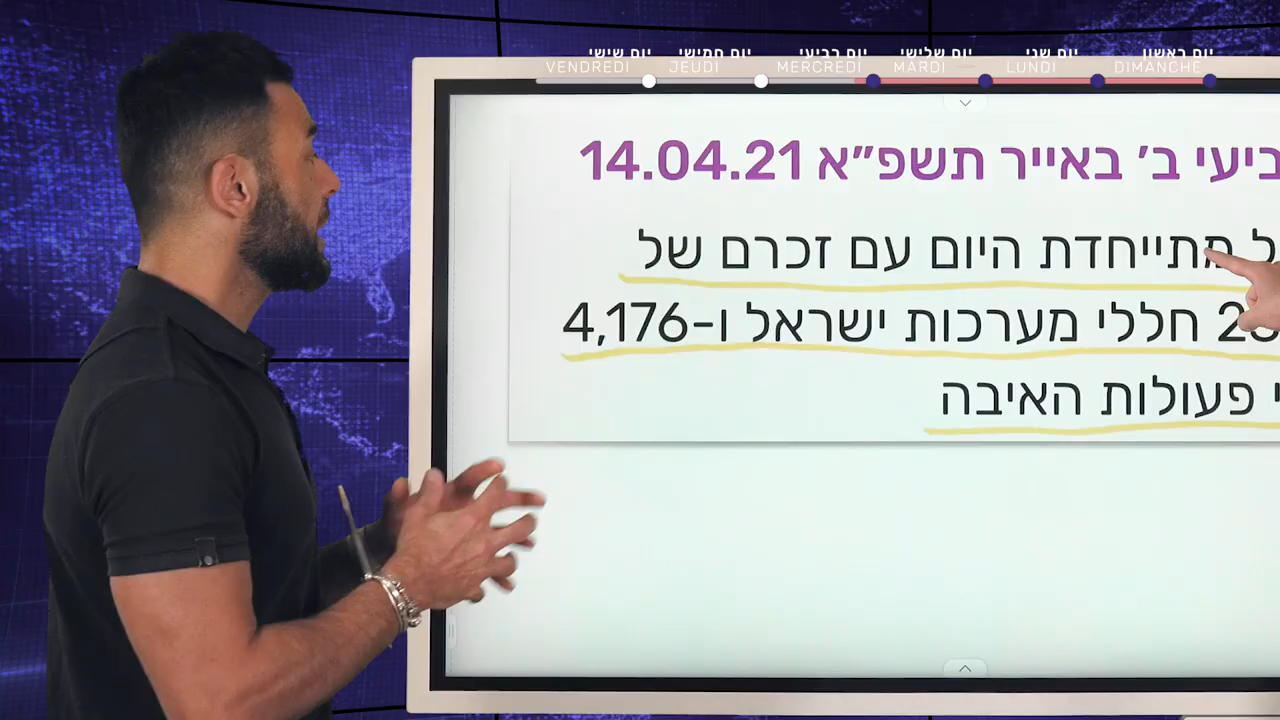 יום ראשון יום שני יום שלישי יום רביעי יום חמישי יום שישי
VENDREDI JEUDI MERCREDI MARDI LUNDI DIMANCHE
ביעי ב׳ באייר תשפ״א 14.04.21
ל מתייחדת היום עם זכרם של
חללי מערכות ישראל ו-4,176
י פעולות האיבה